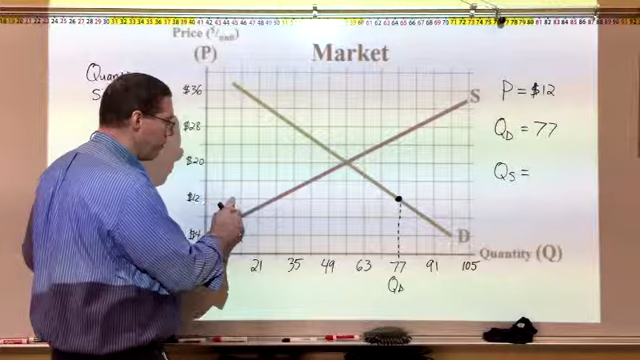 Price ($/unit)
(P)
Market
Quan
S
$36
$28
$20
$12
$4
S
D
Quantity (Q)
21 35 49 63 77 91 105
QD
P = $12
QD = 77
QS =